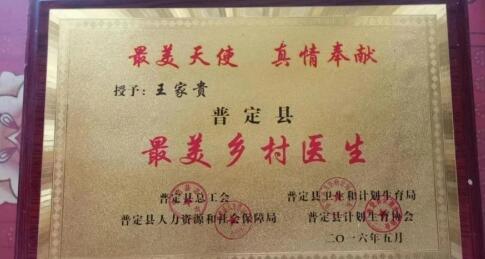 最美天使 真情奉献
授予：王家贵
普定县
最美乡村医生
普定县总工会 普定县卫生和计划生育局
普定县人力资源和社会保障局 普定县计划生育协会
二〇一六年五月